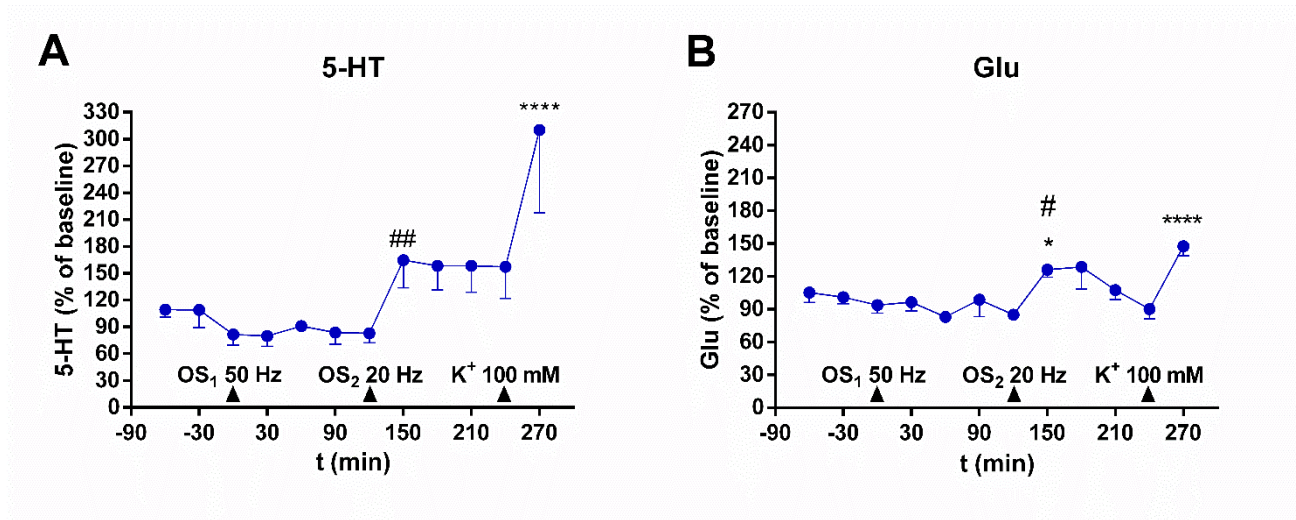 A
5-HT
5-HT (% of baseline)
330
300
270
240
210
180
150
120
90
60
30
0
##
****
OS₁ 50 Hz
OS₂ 20 Hz
K⁺ 100 mM
-90
-30
30
90
150
210
270
t (min)
B
Glu
Glu (% of baseline)
270
240
210
180
150
120
90
60
30
0
#
*
****
OS₁ 50 Hz
OS₂ 20 Hz
K⁺ 100 mM
-90
-30
30
90
150
210
270
t (min)